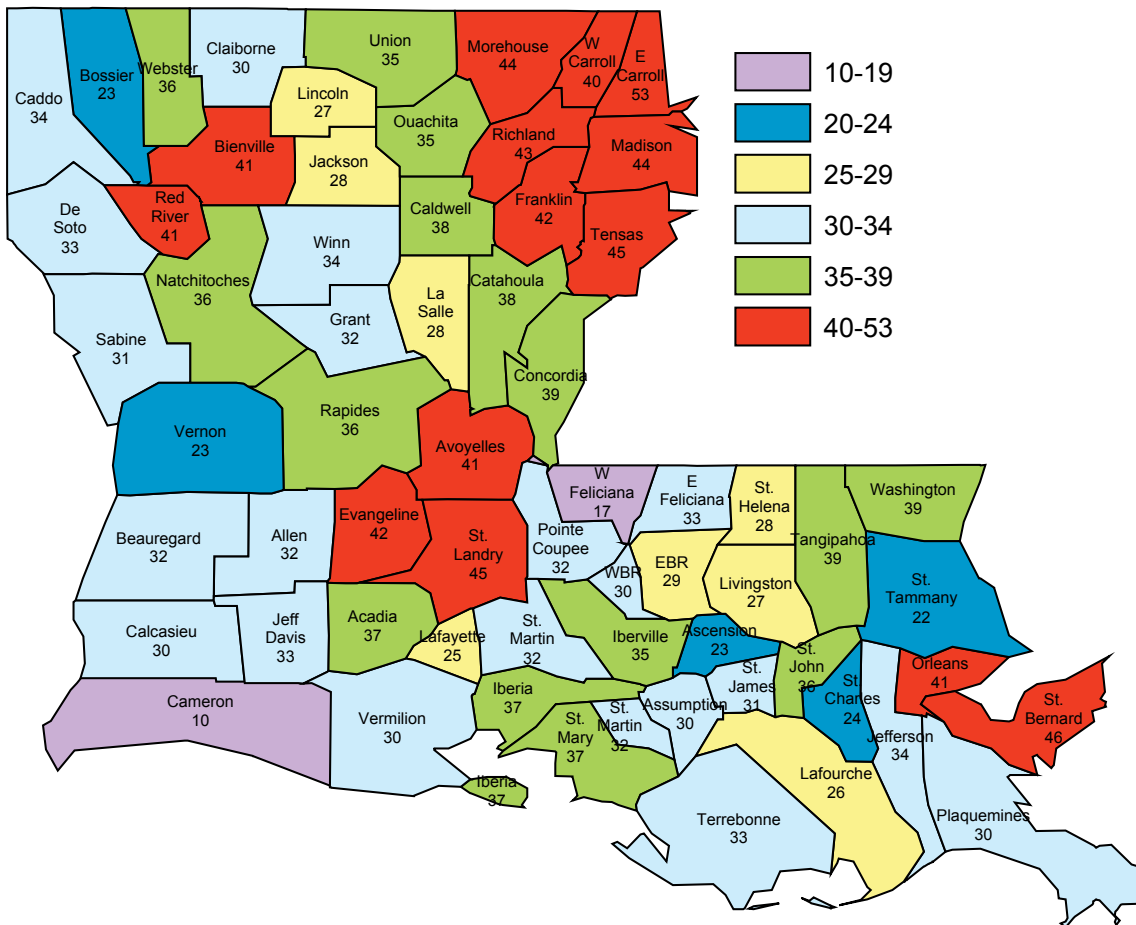 Caddo
34
Bossier
23
Webster
36
Claiborne
30
Union
35
Morehouse
44
W
Carroll
40
E
Carroll
53
Lincoln
27
Ouachita
35
Richland
43
Madison
44
Bienville
41
Jackson
28
Franklin
42
De
Soto
33
Red
River
41
Caldwell
38
Tensas
45
Winn
34
Natchitoches
36
La
Salle
28
Catahoula
38
Grant
32
Sabine
31
Concordia
39
Rapides
36
Vernon
23
Avoyelles
41
W
Feliciana
17
E
Feliciana
33
St.
Helena
28
Washington
39
Tangipahoa
39
Evangeline
42
St.
Landry
45
Pointe
Coupee
32
Beauregard
32
Allen
32
WBR
30
EBR
29
Livingston
27
St.
Tammany
22
Acadia
37
Jeff
Davis
33
Calcasieu
30
Lafayette
25
St.
Martin
32
Iberville
35
Ascension
23
St.
John
36
St.
James
31
St.
Charles
24
Orleans
41
St.
Bernard
46
Cameron
10
Vermilion
30
Iberia
37
St.
Mary
37
St.
Martin
32
Assumption
30
Jefferson
34
Lafourche
26
Iberia
37
Terrebonne
33
Plaquemines
30
10-19
20-24
25-29
30-34
35-39
40-53